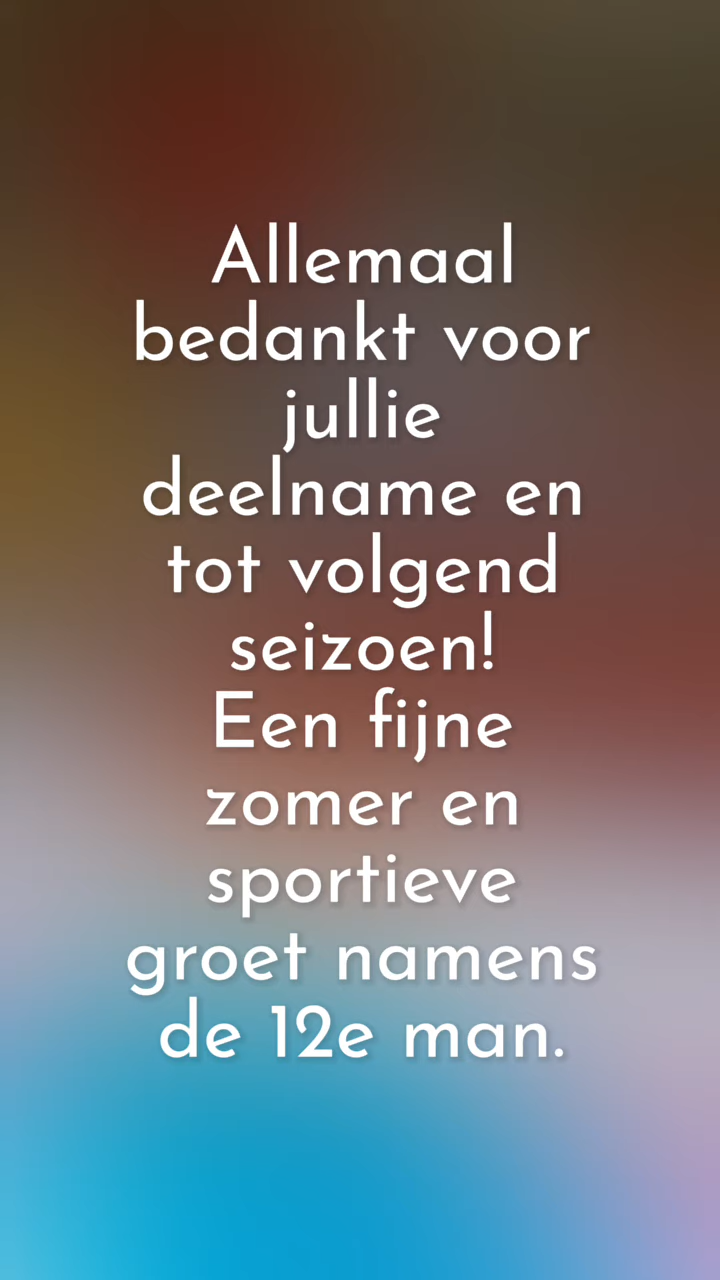 Allemaal
bedankt voor
jullie
deelname en
tot volgend
seizoen!
Een fijne
zomer en
sportieve
groet namens
de 12e man.